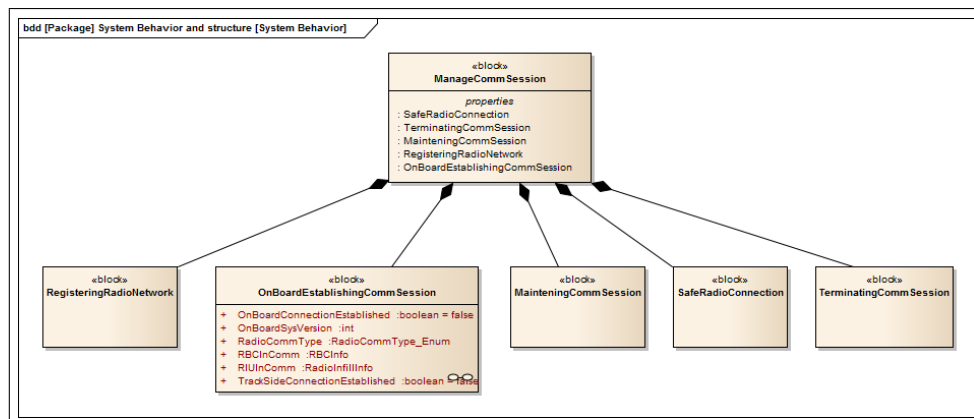 bdd [Package] System Behavior and structure [System Behavior]
«block»
ManageCommSession
properties
: SafeRadioConnection
: TerminatingCommSession
: MainteningCommSession
: RegisteringRadioNetwork
: OnBoardEstablishingCommSession
«block»
RegisteringRadioNetwork
«block»
OnBoardEstablishingCommSession
+ OnBoardConnectionEstablished :boolean = false
+ OnBoardSysVersion :int
+ RadioCommType :RadioCommType_Enum
+ RBCInComm :RBCInfo
+ RIUInComm :RadioInfillInfo
+ TrackSideConnectionEstablished :boolean = false
«block»
MainteningCommSession
«block»
SafeRadioConnection
«block»
TerminatingCommSession